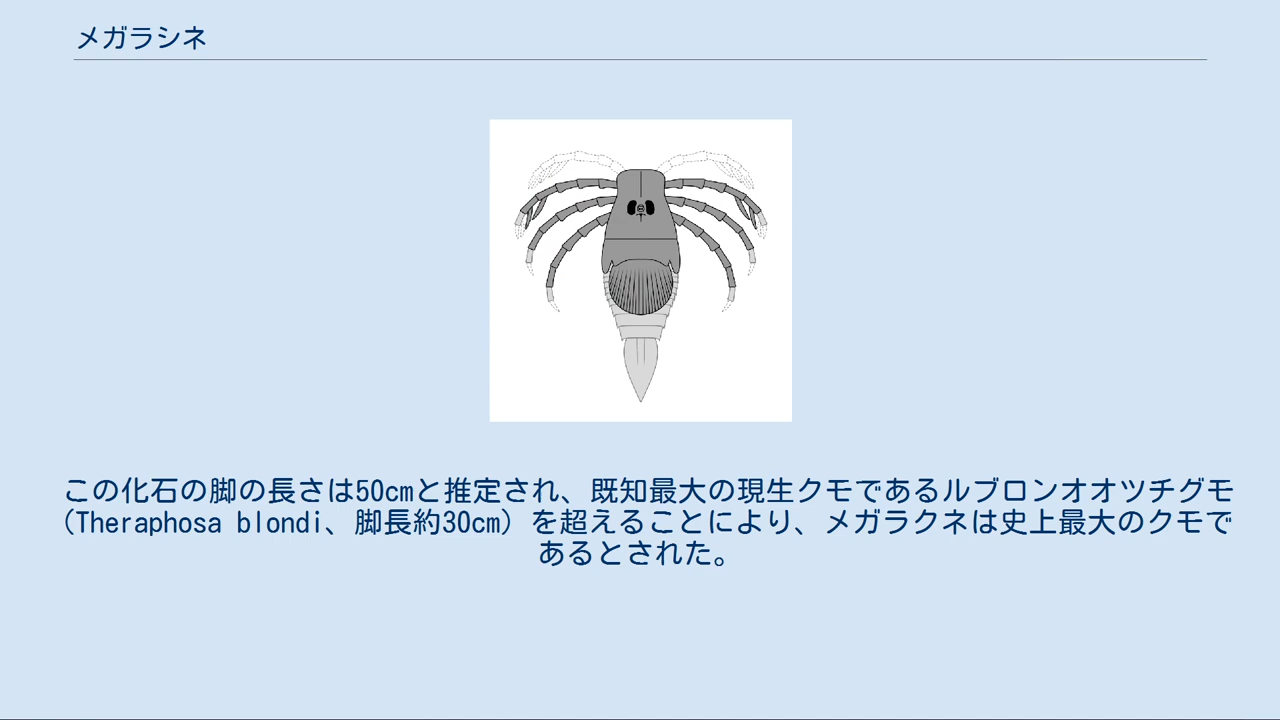 メガラシネ
この化石の脚の長さは50cmと推定され、既知最大の現生クモであるルブロンオオツチグモ
(Theraphosa blondi、脚長約30cm) を超えることにより、メガラクネは史上最大のクモで
あるとされた。